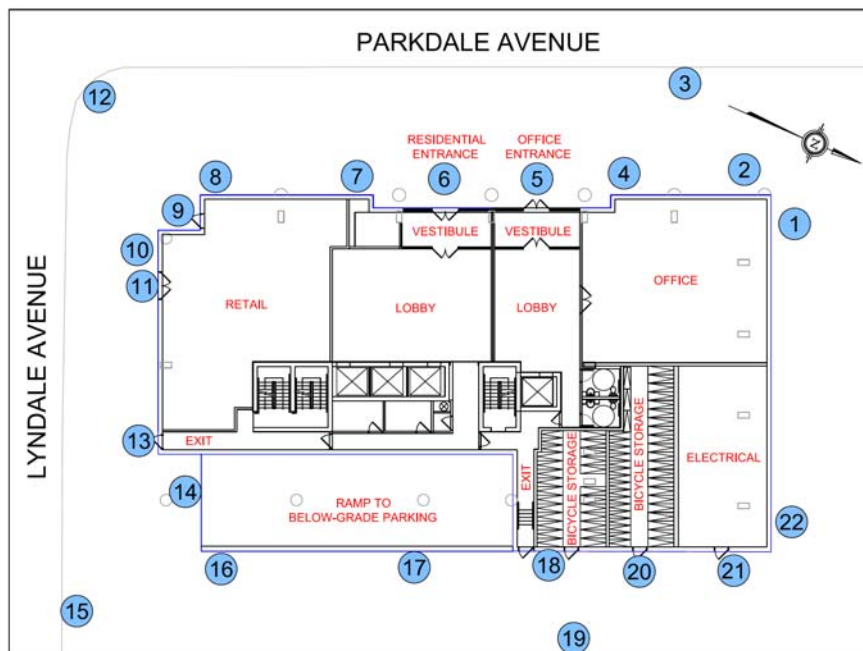 PARKDALE AVENUE
3
12
RESIDENTIAL
ENTRANCE
OFFICE
ENTRANCE
N
8
7
6
5
4
2
9
1
VESTIBULE
VESTIBULE
10
11
OFFICE
RETAIL
LOBBY
LOBBY
LYNDALE AVENUE
13
EXIT
BICYCLE STORAGE
BICYCLE STORAGE
ELECTRICAL
EXIT
14
RAMP TO
BELOW-GRADE PARKING
22
16
17
18
20
21
15
19